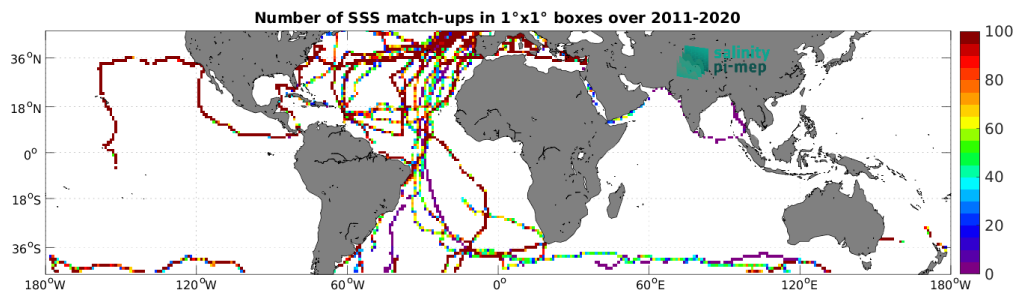 Number of SSS match-ups in 1°x1° boxes over 2011-2020
36°N
18°N
0°
18°S
36°S
180°W
120°W
60°W
0°
60°E
120°E
180°W
salinity
pi-mep
100
80
60
40
20
0